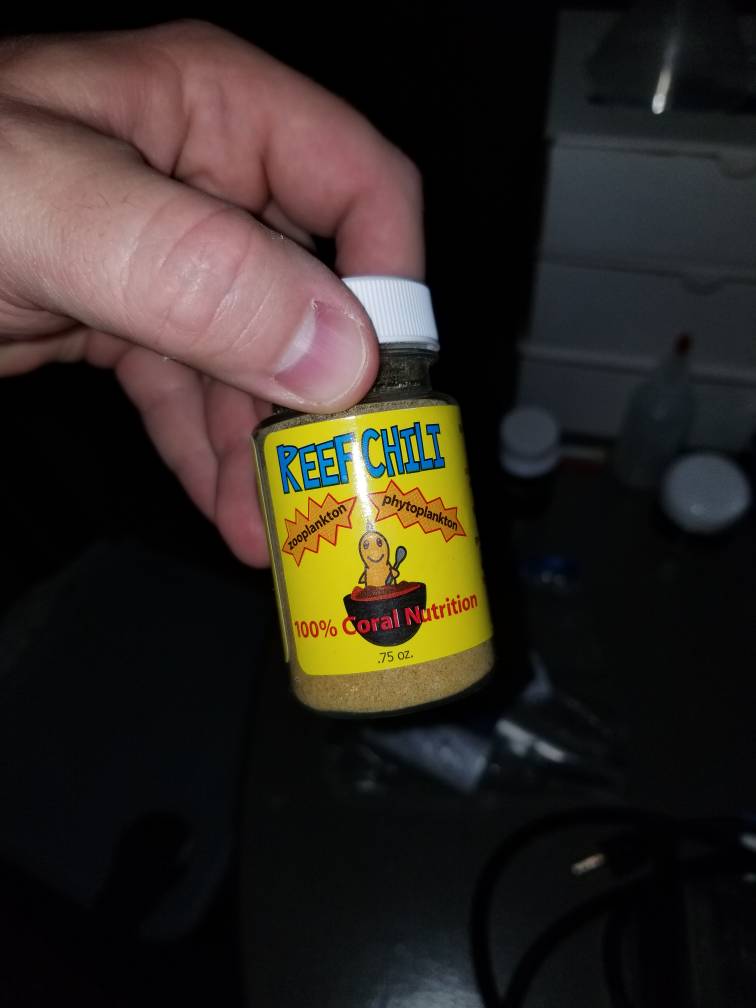 REEF CHILI
zooplankton phytoplankton
100% Coral Nutrition
.75 oz.